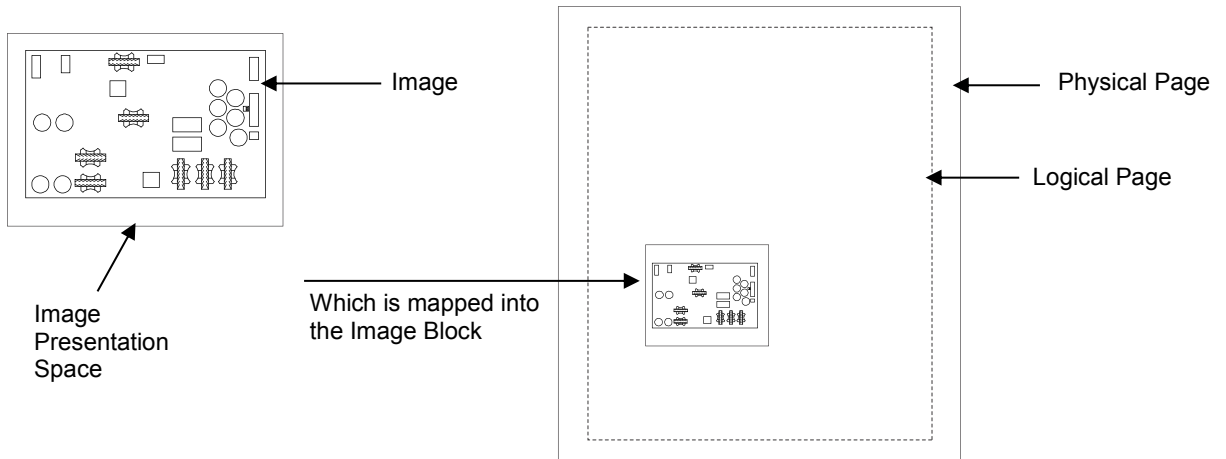 Image
Image
Presentation
Space
Which is mapped into
the Image Block
Physical Page
Logical Page